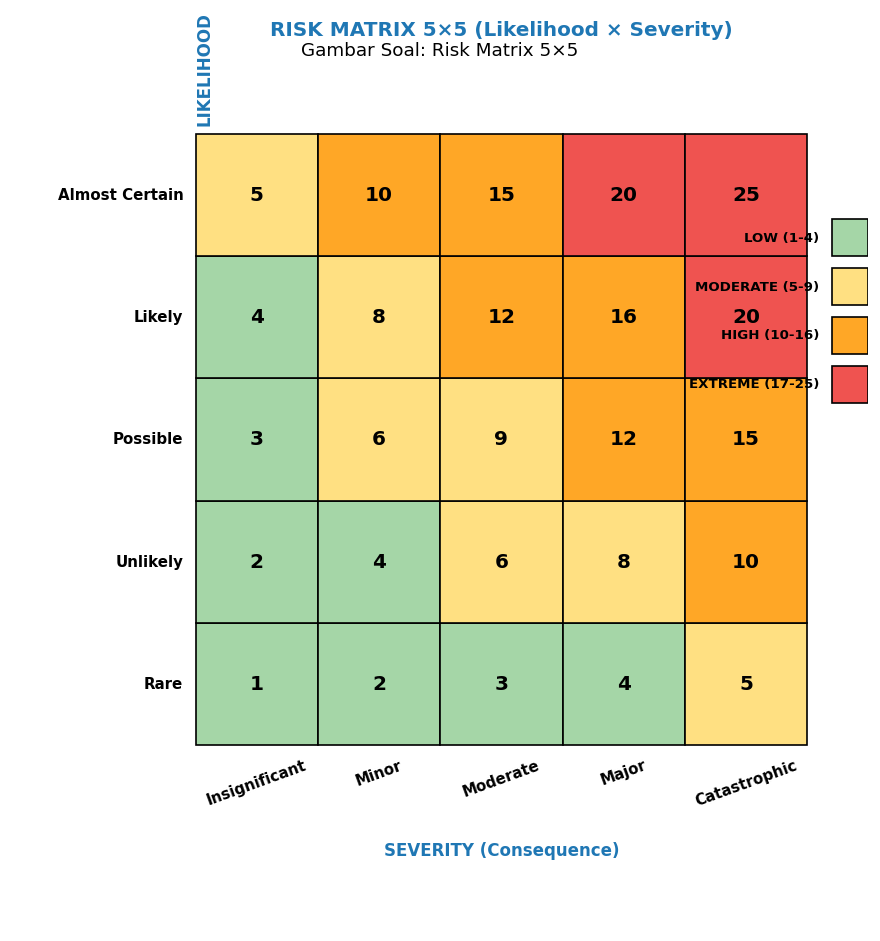 RISK MATRIX 5×5 (Likelihood × Severity)
Gambar Soal: Risk Matrix 5×5
LIKELIHOOD
Almost Certain 5 10 15 20 25
LOW (1-4)
MODERATE (5-9)
Likely 4 8 12 16 20
HIGH (10-16)
EXTREME (17-25)
Possible 3 6 9 12 15
Unlikely 2 4 6 8 10
Rare 1 2 3 4 5
Insignificant Minor Moderate Major Catastrophic
SEVERITY (Consequence)